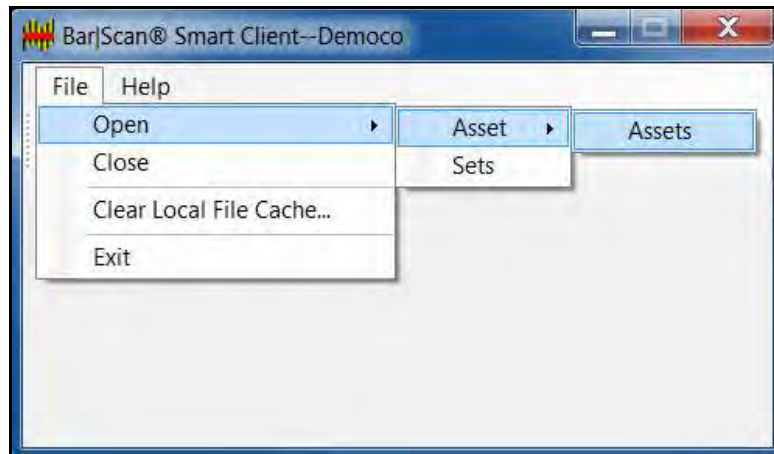 Bar|Scan® Smart Client--Democo
File Help
Open Asset Assets
Close Sets
Clear Local File Cache...
Exit